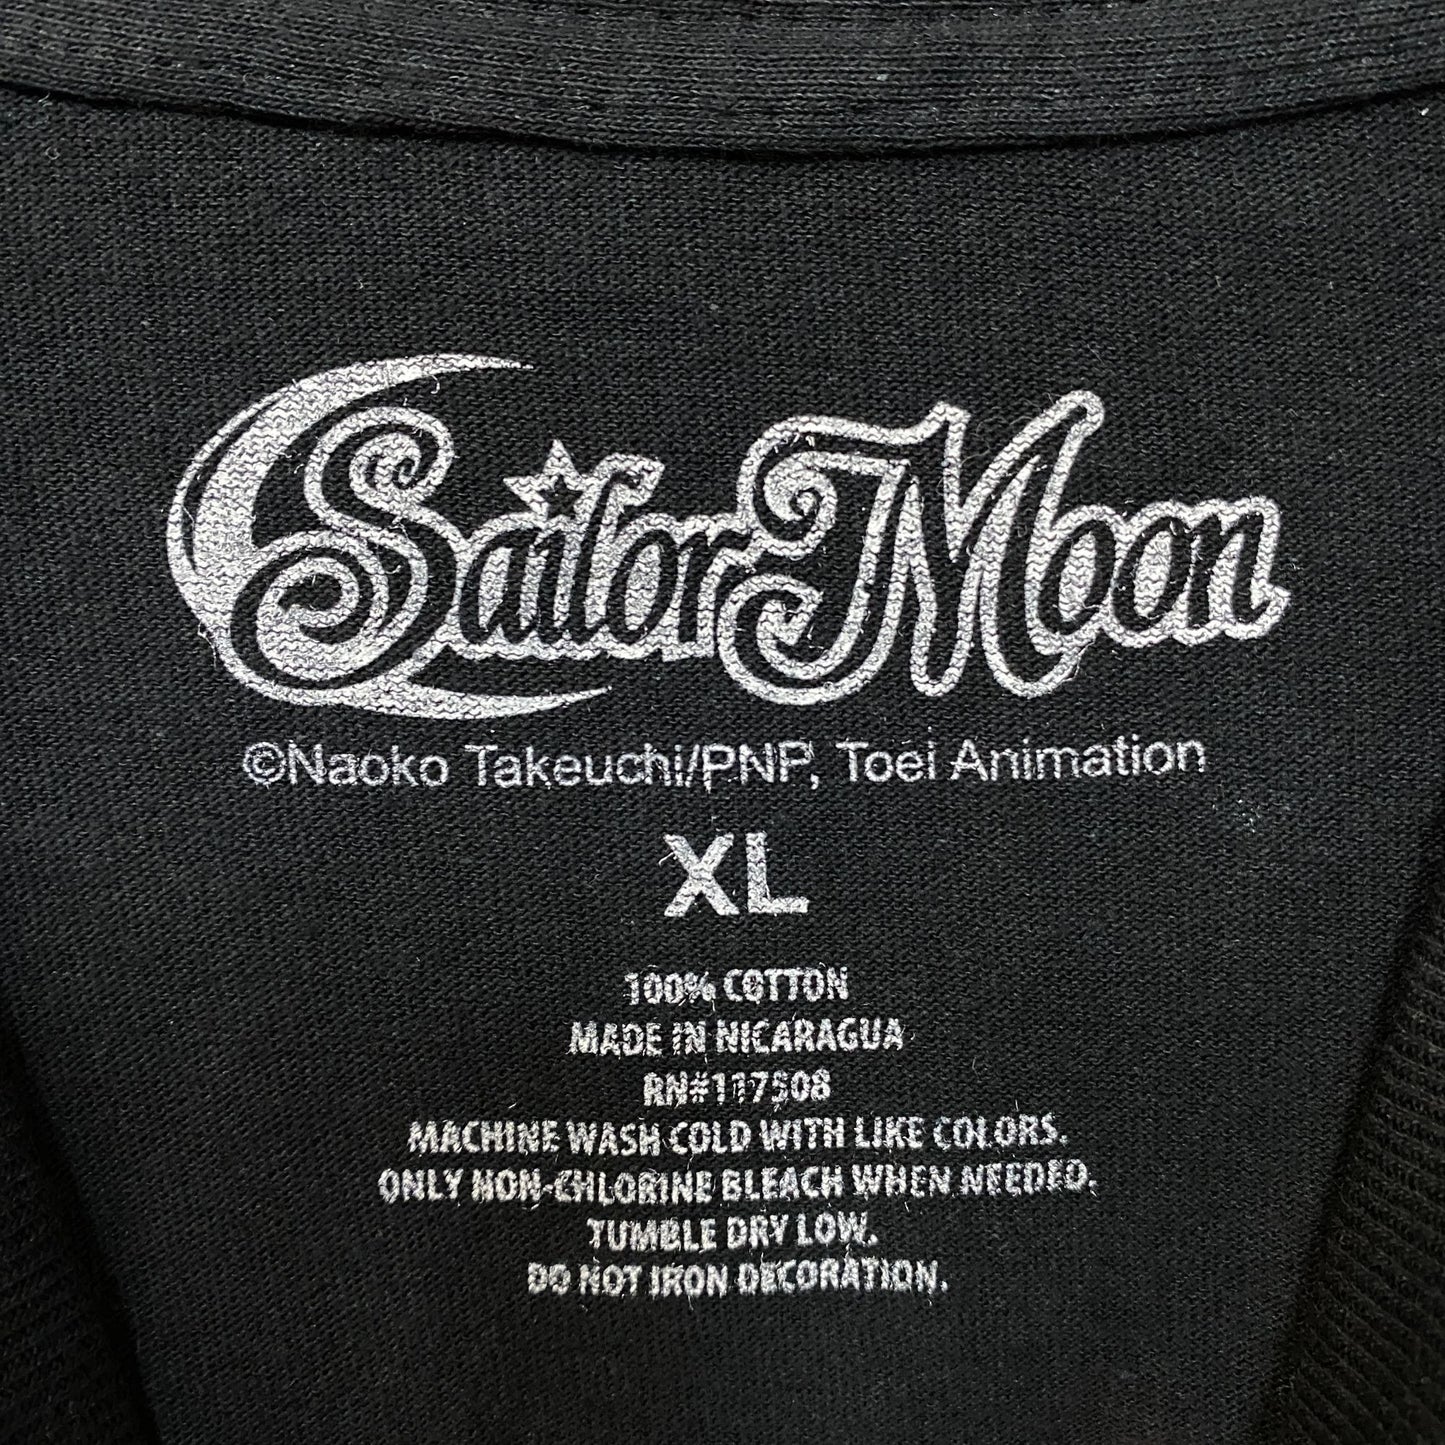 Sailor Moon
©Naoko Takeuchi/PNP, Toei Animation
XL
100% COTTON
MADE IN NICARAGUA
RN#117508
MACHINE WASH COLD WITH LIKE COLORS.
ONLY NON-CHLORINE BLEACH WHEN NEEDED.
TUMBLE DRY LOW.
DO NOT IRON DECORATION.